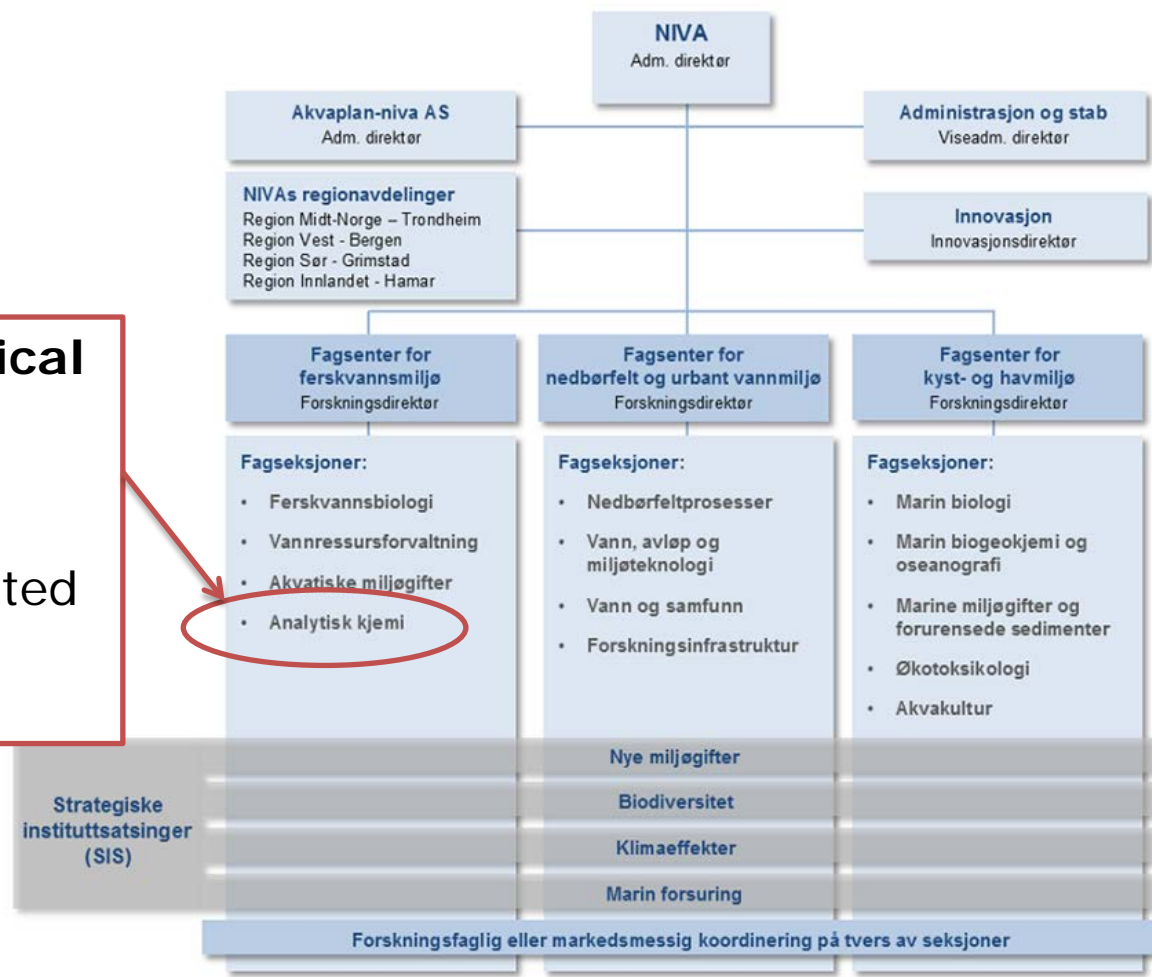 NIVA
Adm. direktør
Akvaplan-niva AS
Adm. direktør
Administrasjon og stab
Viseadm. direktør
NIVAs regionavdelinger
Region Midt-Norge – Trondheim
Region Vest - Bergen
Region Sør - Grimstad
Region Innlandet - Hamar
Innovasjon
Innovasjonsdirektør
ical
ted
Fagsenter for
ferskvannsmiljø
Forskningsdirektør
Fagsenter for
nedbørfelt og urbant vannmiljø
Forskningsdirektør
Fagsenter for
kyst- og havmiljø
Forskningsdirektør
Fagseksjoner:
• Ferskvannsbiologi
• Vannressursforvaltning
• Akvatiske miljøgifter
• Analytisk kjemi
Fagseksjoner:
• Nedbørfeltprosesser
• Vann, avløp og
miljøteknologi
• Vann og samfunn
• Forskningsinfrastruktur
Fagseksjoner:
• Marin biologi
• Marin biogeokjemi og
oseanografi
• Marine miljøgifter og
forurensede sedimenter
• Økotoksikologi
• Akvakultur
Strategiske
instituttsatsinger
(SIS)
Nye miljøgifter
Biodiversitet
Klimaeffekter
Marin forsuring
Forskningsfaglig eller markedsmessig koordinering på tvers av seksjoner